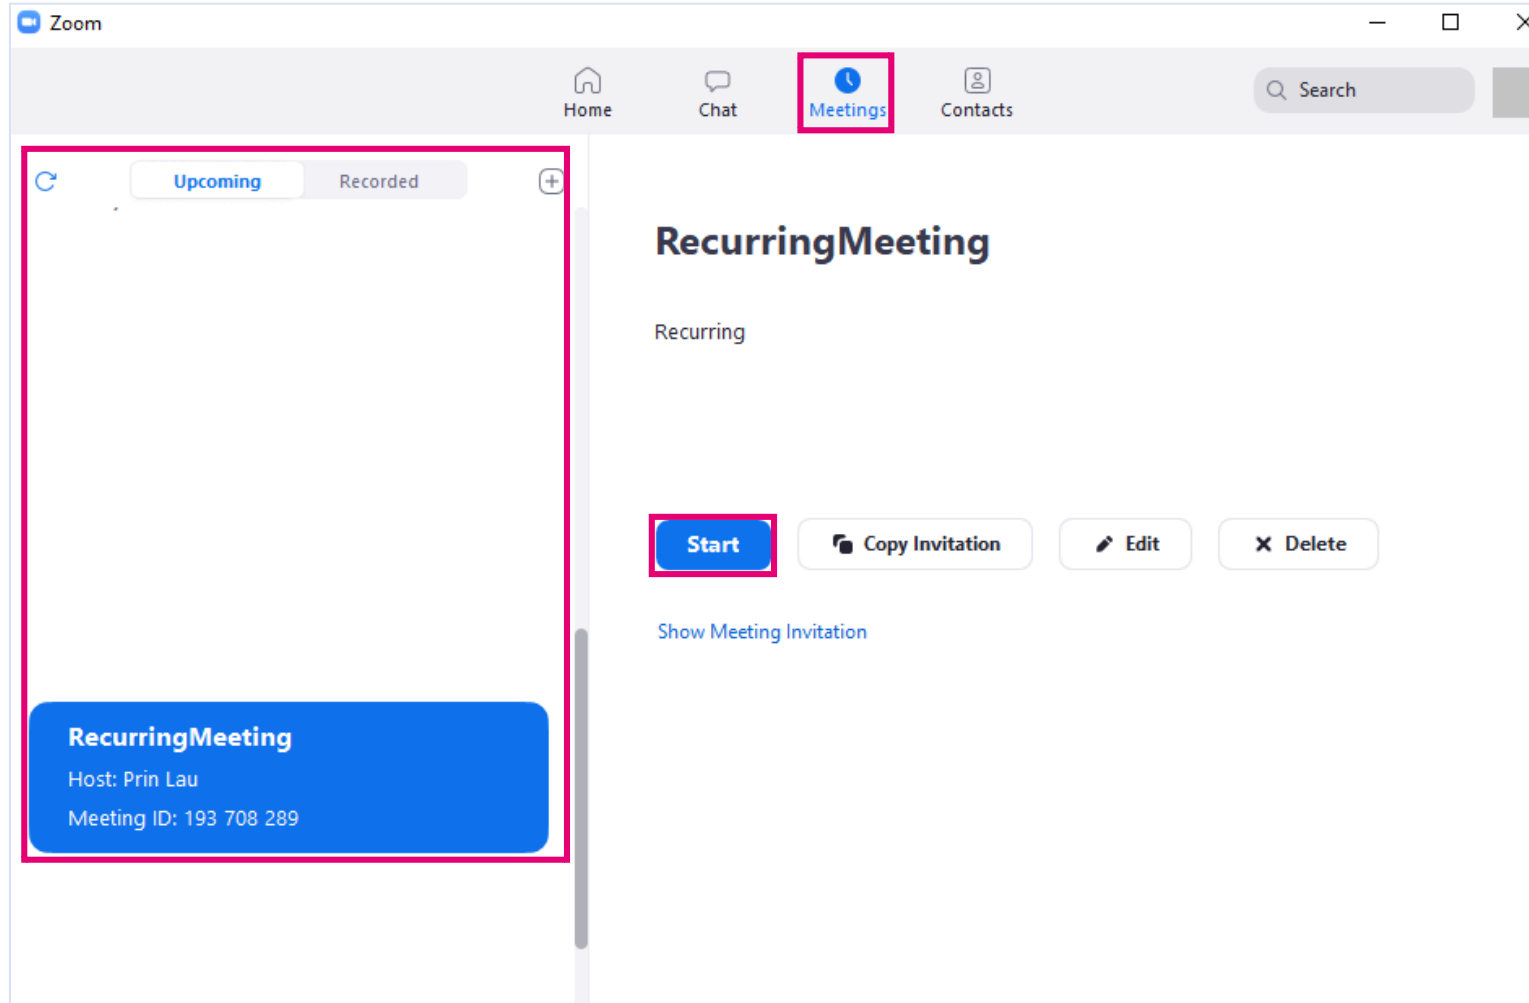 Zoom
Home
Chat
Meetings
Contacts
Search
Upcoming
Recorded
RecurringMeeting
Host: Prin Lau
Meeting ID: 193 708 289
RecurringMeeting
Recurring
Start
Copy Invitation
Edit
Delete
Show Meeting Invitation